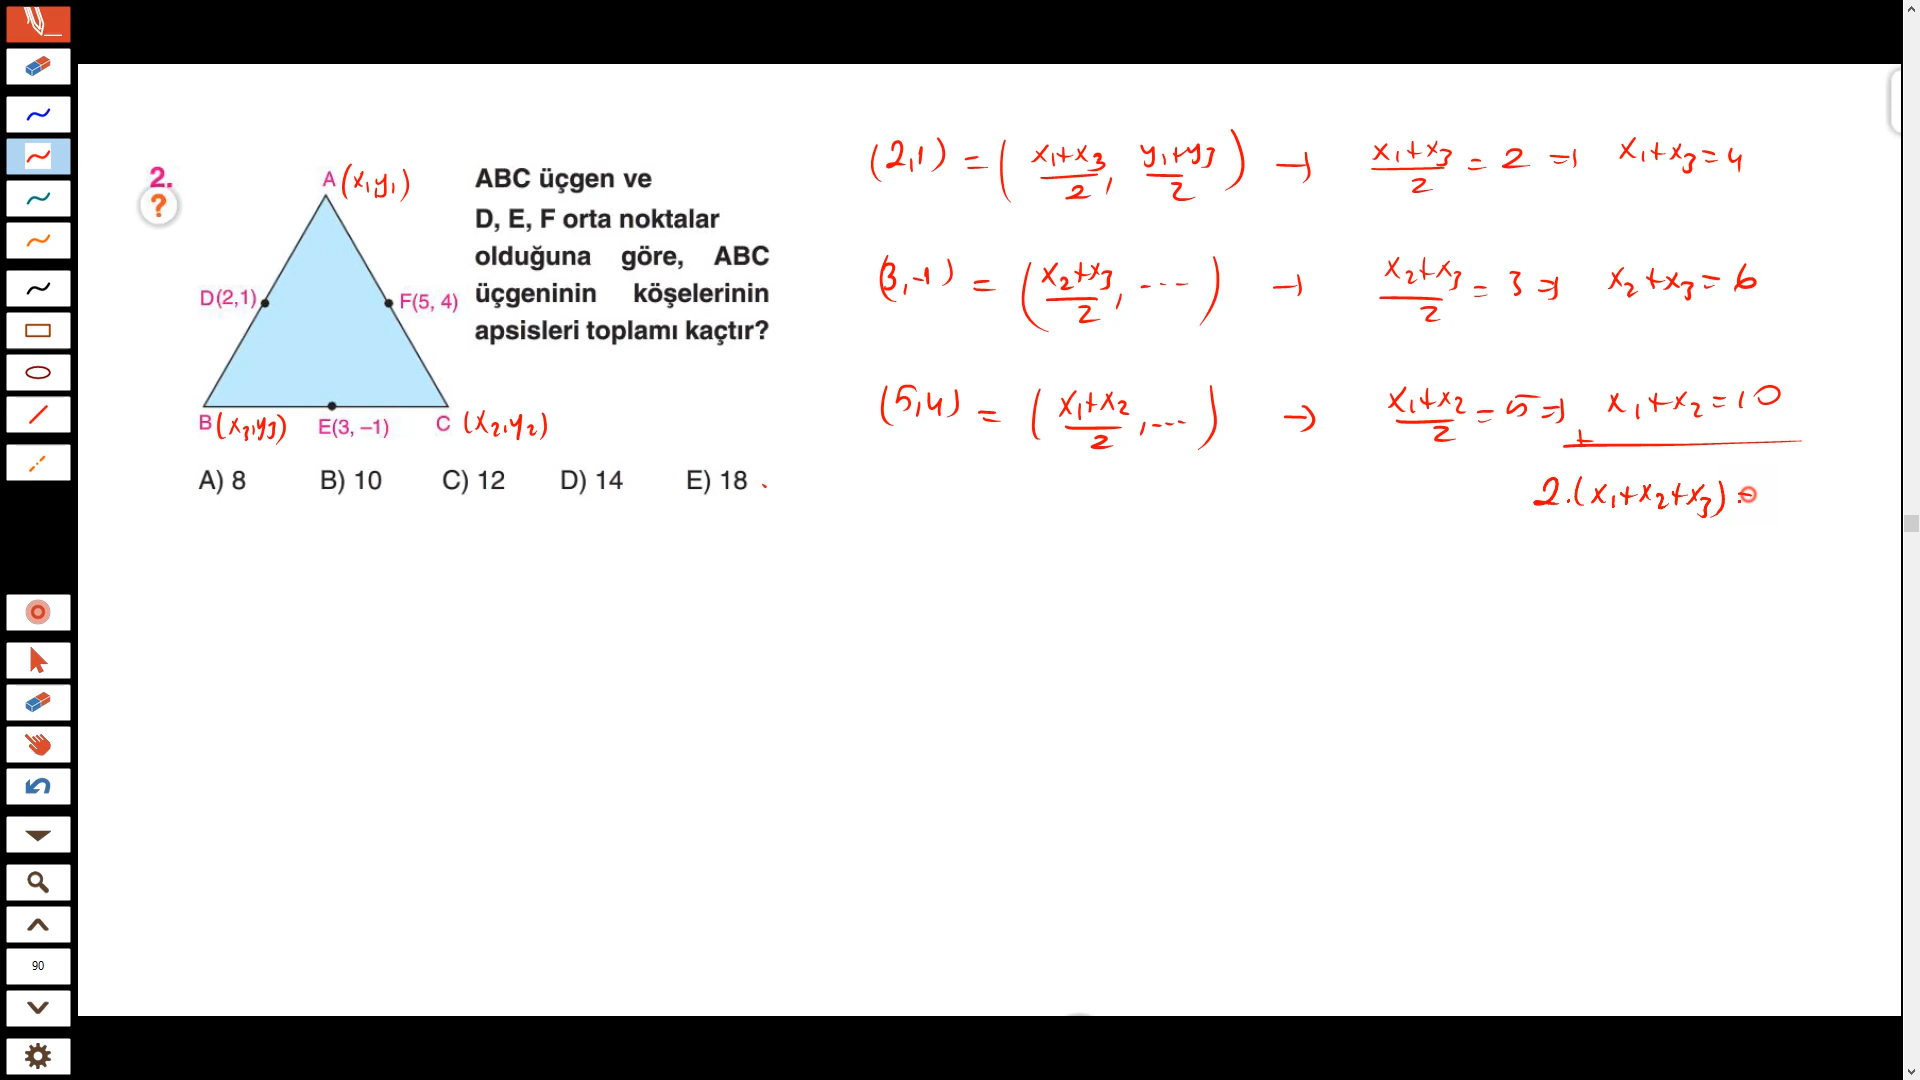 2.
?
A (x₁y₁)
D(2,1)
F(5, 4)
B (x₃,y₃)
E(3, –1)
C (x₂,y₂)
ABC üçgen ve
D, E, F orta noktalar
olduğuna göre, ABC
üçgeninin köşelerinin
apsisleri toplamı kaçtır?
A) 8 B) 10 C) 12 D) 14 E) 18
(2,1) = ( x₁+x₃/2 , y₁+y₃/2 ) → x₁+x₃/2 = 2 ⇒ x₁+x₃=4
(3,-1) = ( x₂+x₃/2 , ... ) → x₂+x₃/2 = 3 ⇒ x₂+x₃=6
(5,4) = ( x₁+x₂/2 , ... ) → x₁+x₂/2 = 5 ⇒ x₁+x₂=10
+
2.(x₁+x₂+x₃) =
90